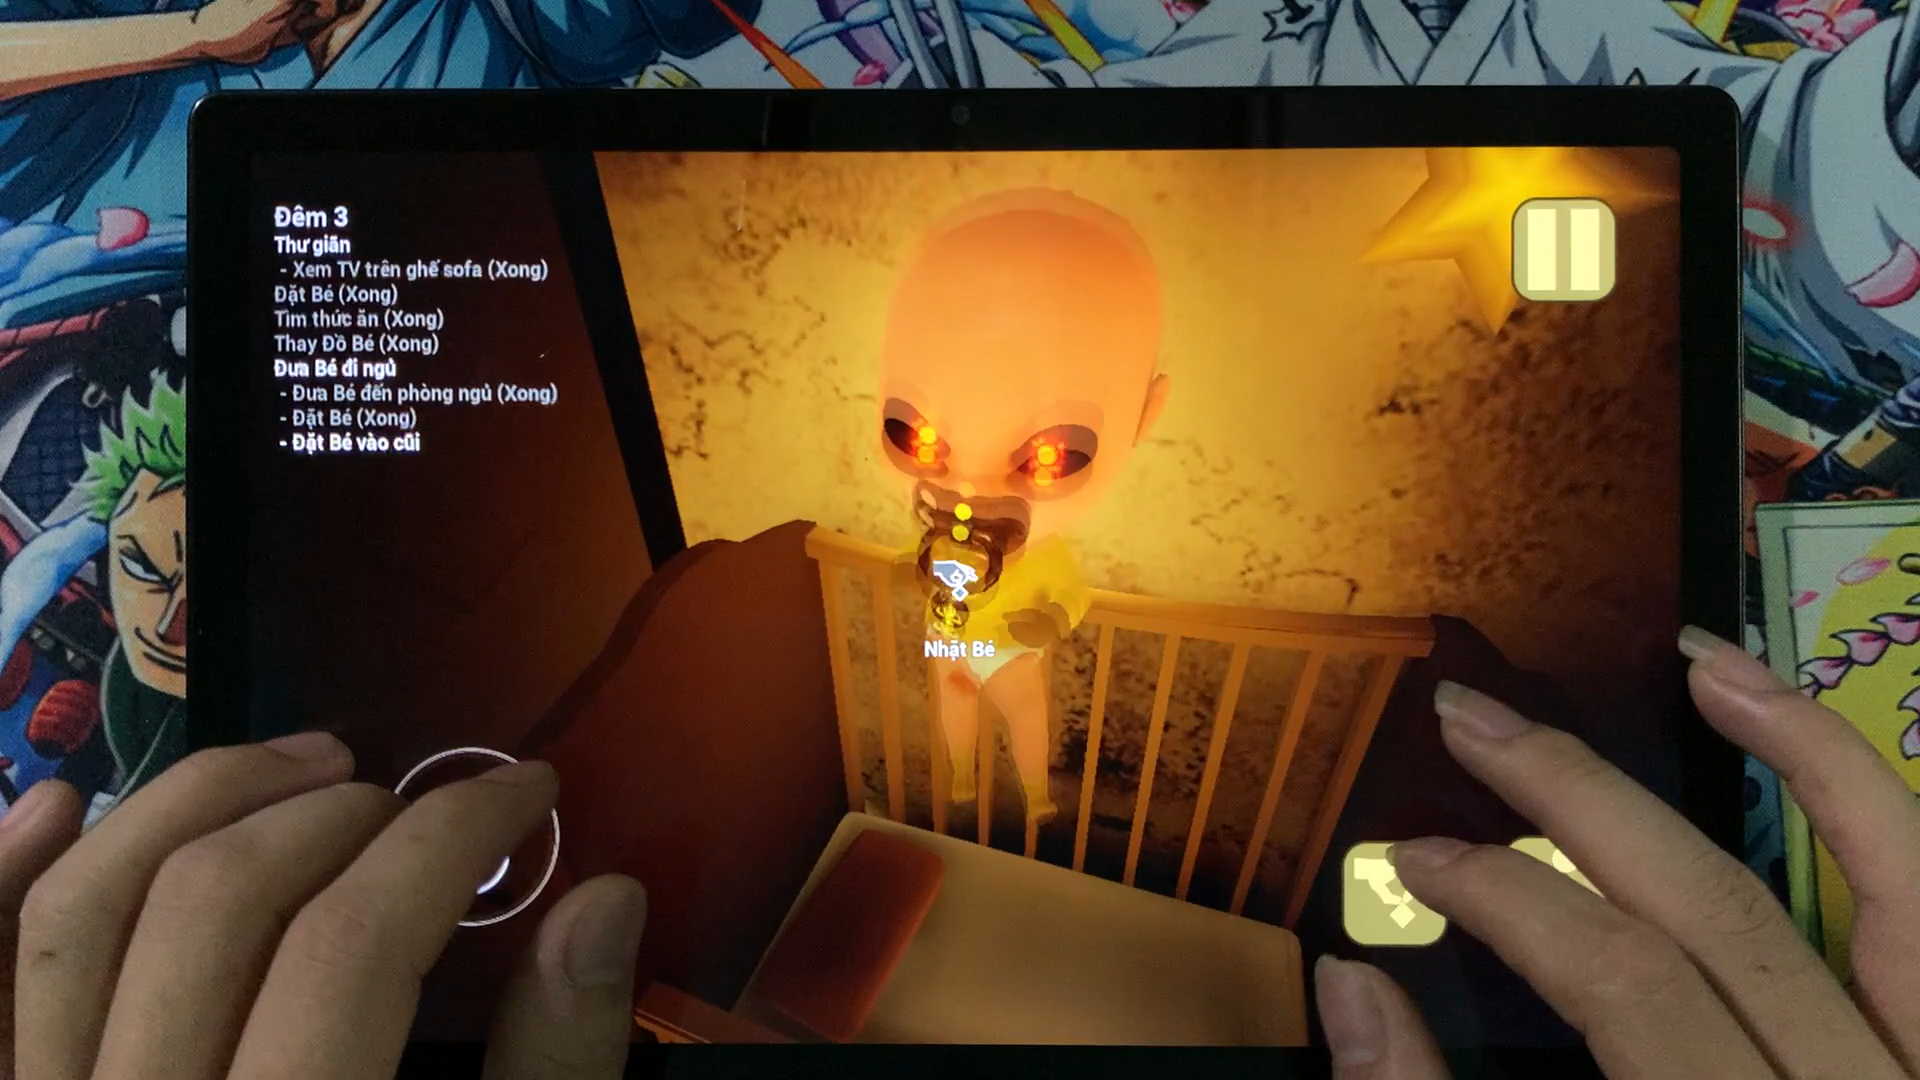 Đêm 3
Thư giãn
- Xem TV trên ghế sofa (Xong)
Đặt Bé (Xong)
Tìm thức ăn (Xong)
Thay Đồ Bé (Xong)
Đưa Bé đi ngủ
- Đưa Bé đến phòng ngủ (Xong)
- Đặt Bé (Xong)
- Đặt Bé vào cũi
Nhặt Bé